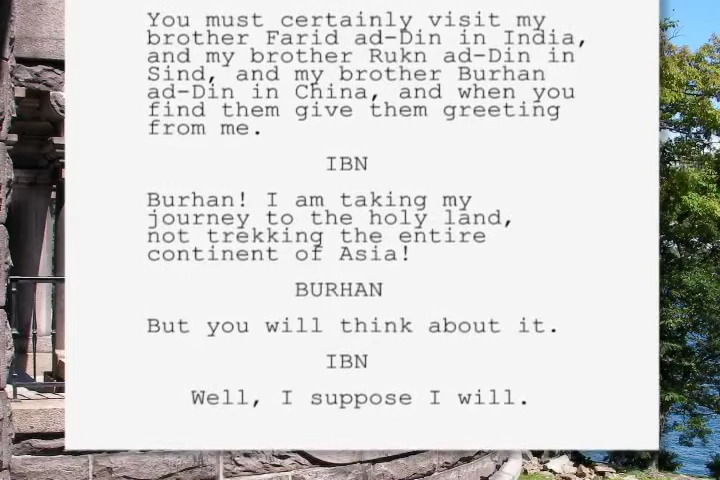 You must certainly visit my
brother Farid ad-Din in India,
and my brother Rukn ad-Din in
Sind, and my brother Burhan
ad-Din in China, and when you
find them give them greeting
from me.
IBN
Burhan! I am taking my
journey to the holy land,
not trekking the entire
continent of Asia!
BURHAN
But you will think about it.
IBN
Well, I suppose I will.